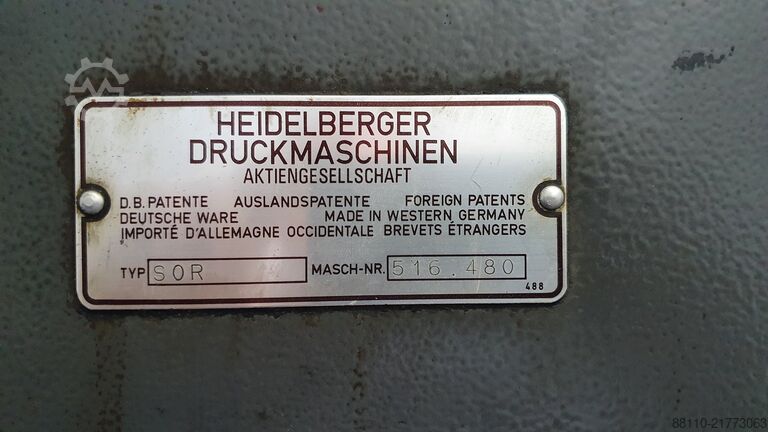 HEIDELBERGER
DRUCKMASCHINEN
AKTIENGESELLSCHAFT
D.B. PATENTE AUSLANDSPATENTE FOREIGN PATENTS
DEUTSCHE WARE MADE IN WESTERN GERMANY
IMPORTÉ D'ALLEMAGNE OCCIDENTALE BREVETS ÉTRANGERS
TYP SOR MASCH-NR. 516.480
488
88110-21773063